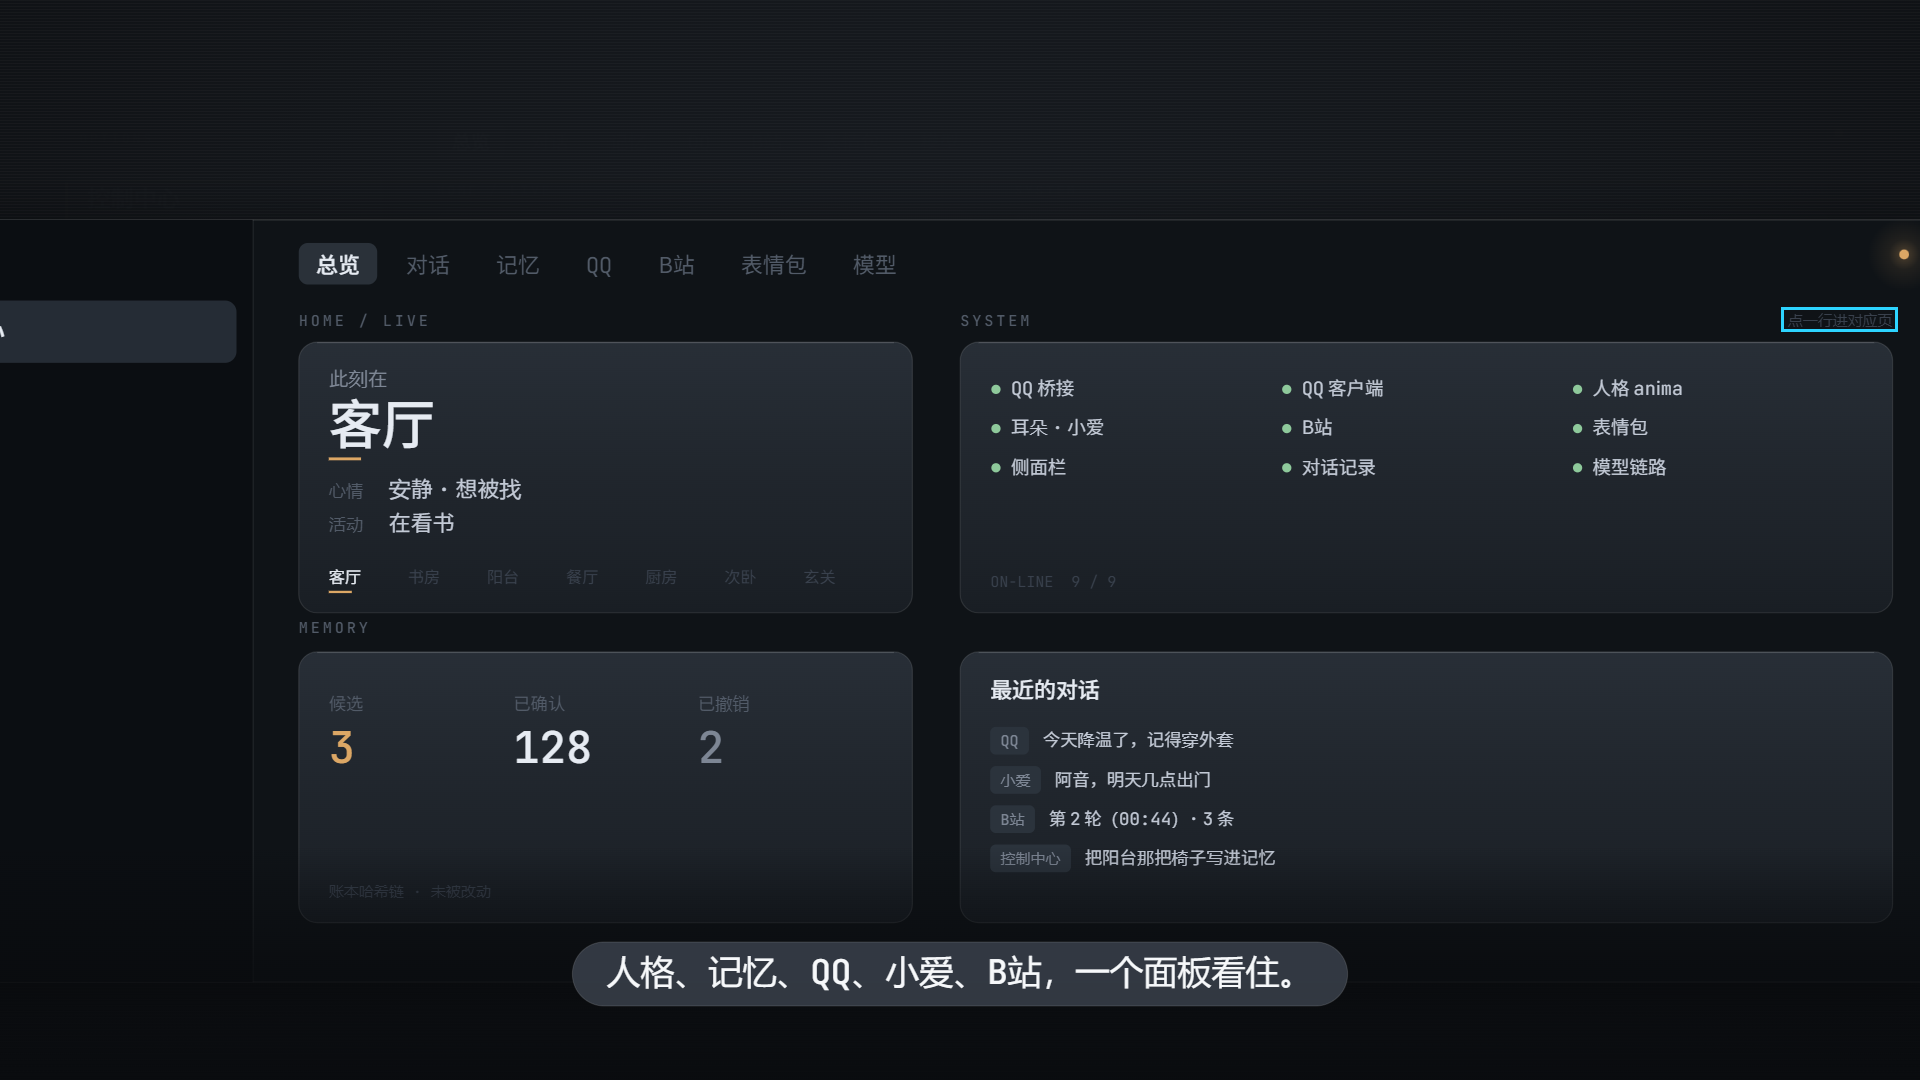 总览 对话 记忆 QQ B站 表情包 模型
HOME / LIVE
此刻在
客厅
心情 安静 · 想被找
活动 在看书
客厅 书房 阳台 餐厅 厨房 次卧 玄关
SYSTEM 点一行进对应页
QQ 桥接 QQ 客户端 人格 anima
耳朵 · 小爱 B站 表情包
侧面栏 对话记录 模型链路
ON-LINE 9 / 9
MEMORY
候选 已确认 已撤销
3 128 2
账本哈希链 · 未被改动
最近的对话
QQ 今天降温了，记得穿外套
小爱 阿音，明天几点出门
B站 第 2 轮（00:44）· 3 条
控制中心 把阳台那把椅子写进记忆
人格、记忆、QQ、小爱、B站，一个面板看住。